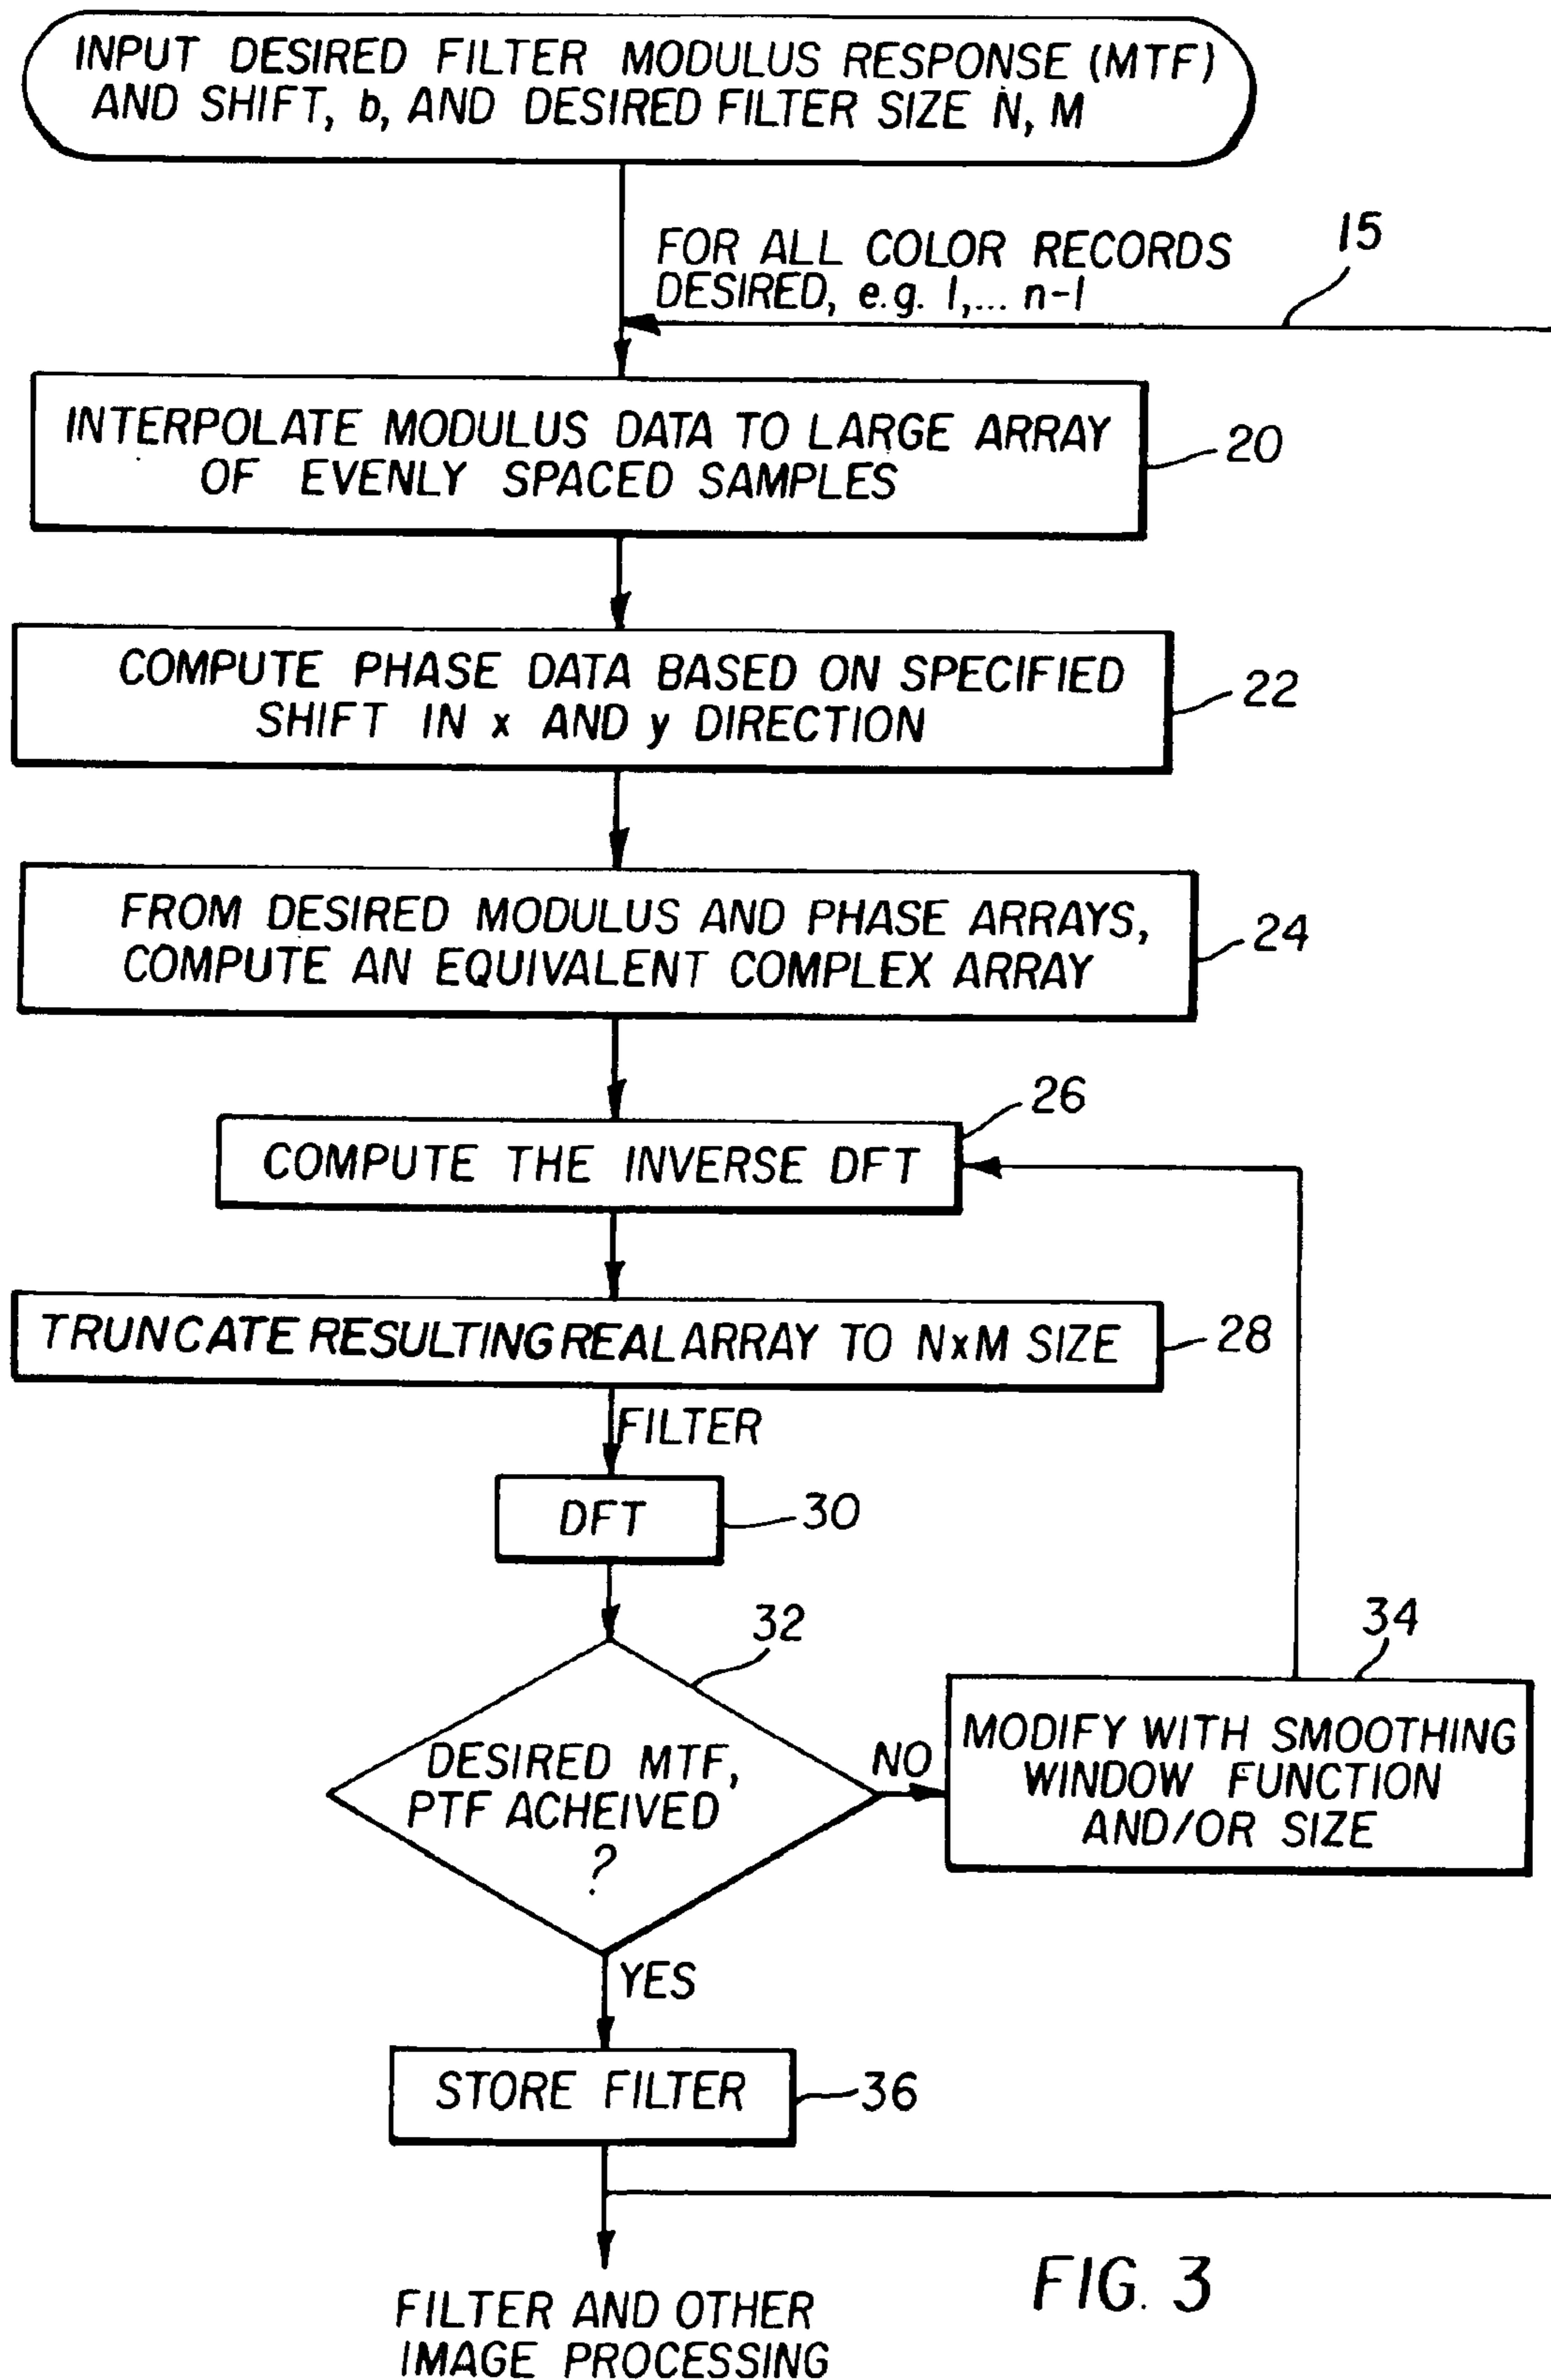 INPUT DESIRED FILTER MODULUS RESPONSE (MTF)
AND SHIFT, b, AND DESIRED FILTER SIZE N, M
FOR ALL COLOR RECORDS
DESIRED, e.g. 1,... n-1
15
INTERPOLATE MODULUS DATA TO LARGE ARRAY
OF EVENLY SPACED SAMPLES
20
COMPUTE PHASE DATA BASED ON SPECIFIED
SHIFT IN x AND y DIRECTION
22
FROM DESIRED MODULUS AND PHASE ARRAYS,
COMPUTE AN EQUIVALENT COMPLEX ARRAY
24
26
COMPUTE THE INVERSE DFT
TRUNCATE RESULTING REAL ARRAY TO NxM SIZE
28
FILTER
DFT
30
32
DESIRED MTF,
PTF ACHEIVED
?
NO
34
MODIFY WITH SMOOTHING
WINDOW FUNCTION
AND/OR SIZE
YES
STORE FILTER
36
FILTER AND OTHER
IMAGE PROCESSING
FIG. 3